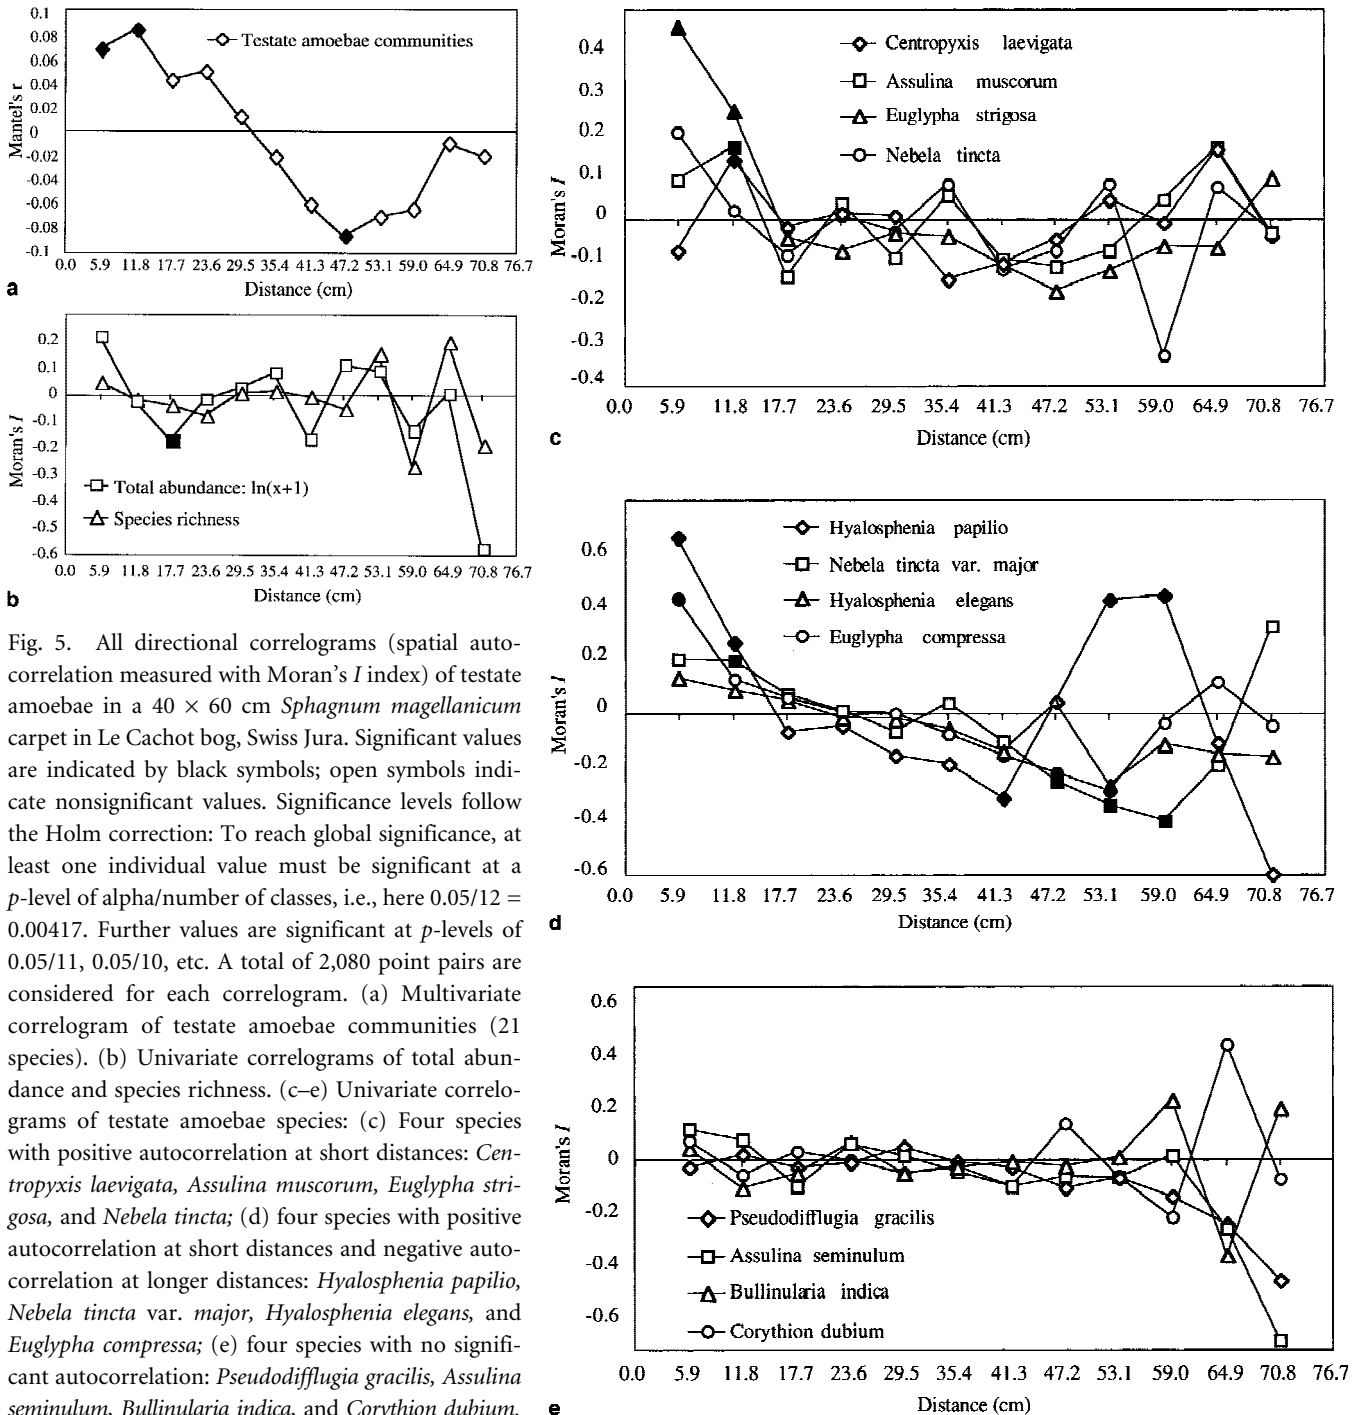 0.1
0.08
0.06
0.04
0.02
0
-0.02
-0.04
-0.06
-0.08
-0.1
Mantel's r
Testate amoebae communities
0.0 5.9 11.8 17.7 23.6 29.5 35.4 41.3 47.2 53.1 59.0 64.9 70.8 76.7
Distance (cm)
a
0.2
0.1
0
-0.1
-0.2
-0.3
-0.4
-0.5
-0.6
Moran's I
Total abundance: ln(x+1)
Species richness
0.0 5.9 11.8 17.7 23.6 29.5 35.4 41.3 47.2 53.1 59.0 64.9 70.8 76.7
Distance (cm)
b
Fig. 5. All directional correlograms (spatial auto-
correlation measured with Moran's I index) of testate
amoebae in a 40 × 60 cm Sphagnum magellanicum
carpet in Le Cachot bog, Swiss Jura. Significant values
are indicated by black symbols; open symbols indi-
cate nonsignificant values. Significance levels follow
the Holm correction: To reach global significance, at
least one individual value must be significant at a
p-level of alpha/number of classes, i.e., here 0.05/12 =
0.00417. Further values are significant at p-levels of
0.05/11, 0.05/10, etc. A total of 2,080 point pairs are
considered for each correlogram. (a) Multivariate
correlogram of testate amoebae communities (21
species). (b) Univariate correlograms of total abun-
dance and species richness. (c–e) Univariate correlo-
grams of testate amoebae species: (c) Four species
with positive autocorrelation at short distances: Cen-
tropyxis laevigata, Assulina muscorum, Euglypha stri-
gosa, and Nebela tincta; (d) four species with positive
autocorrelation at short distances and negative auto-
correlation at longer distances: Hyalosphenia papilio,
Nebela tincta var. major, Hyalosphenia elegans, and
Euglypha compressa; (e) four species with no signifi-
cant autocorrelation: Pseudodifflugia gracilis, Assulina
seminulum, Bullinularia indica, and Corythion dubium.
0.4
0.3
0.2
0.1
0
-0.1
-0.2
-0.3
-0.4
Moran's I
Centropyxis laevigata
Assulina muscorum
Euglypha strigosa
Nebela tincta
0.0 5.9 11.8 17.7 23.6 29.5 35.4 41.3 47.2 53.1 59.0 64.9 70.8 76.7
Distance (cm)
c
0.6
0.4
0.2
0
-0.2
-0.4
-0.6
Moran's I
Hyalosphenia papilio
Nebela tincta var. major
Hyalosphenia elegans
Euglypha compressa
0.0 5.9 11.8 17.7 23.6 29.5 35.4 41.3 47.2 53.1 59.0 64.9 70.8 76.7
Distance (cm)
d
0.6
0.4
0.2
0
-0.2
-0.4
-0.6
Moran's I
Pseudodifflugia gracilis
Assulina seminulum
Bullinularia indica
Corythion dubium
0.0 5.9 11.8 17.7 23.6 29.5 35.4 41.3 47.2 53.1 59.0 64.9 70.8 76.7
Distance (cm)
e